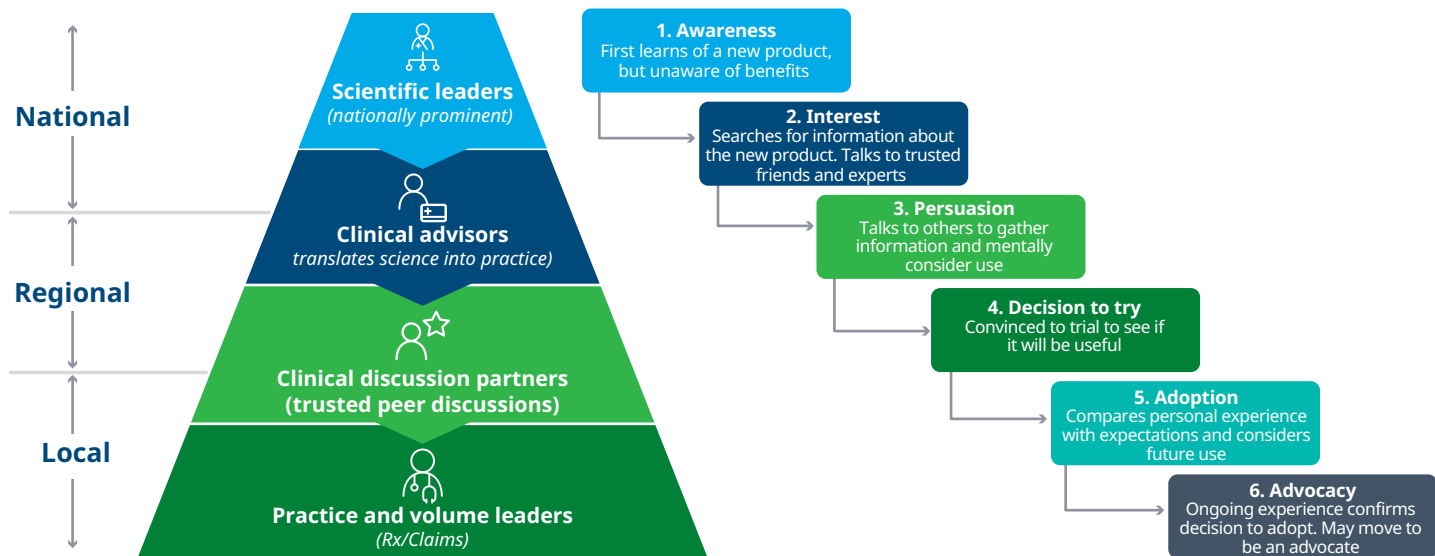 National
Regional
Local
Scientific leaders
(nationally prominent)
Clinical advisors
translates science into practice)
Clinical discussion partners
(trusted peer discussions)
Practice and volume leaders
(Rx/Claims)
1. Awareness
First learns of a new product,
but unaware of benefits
2. Interest
Searches for information about
the new product. Talks to trusted
friends and experts
3. Persuasion
Talks to others to gather
information and mentally
consider use
4. Decision to try
Convinced to trial to see if
it will be useful
5. Adoption
Compares personal experience
with expectations and considers
future use
6. Advocacy
Ongoing experience confirms
decision to adopt. May move to
be an advocate